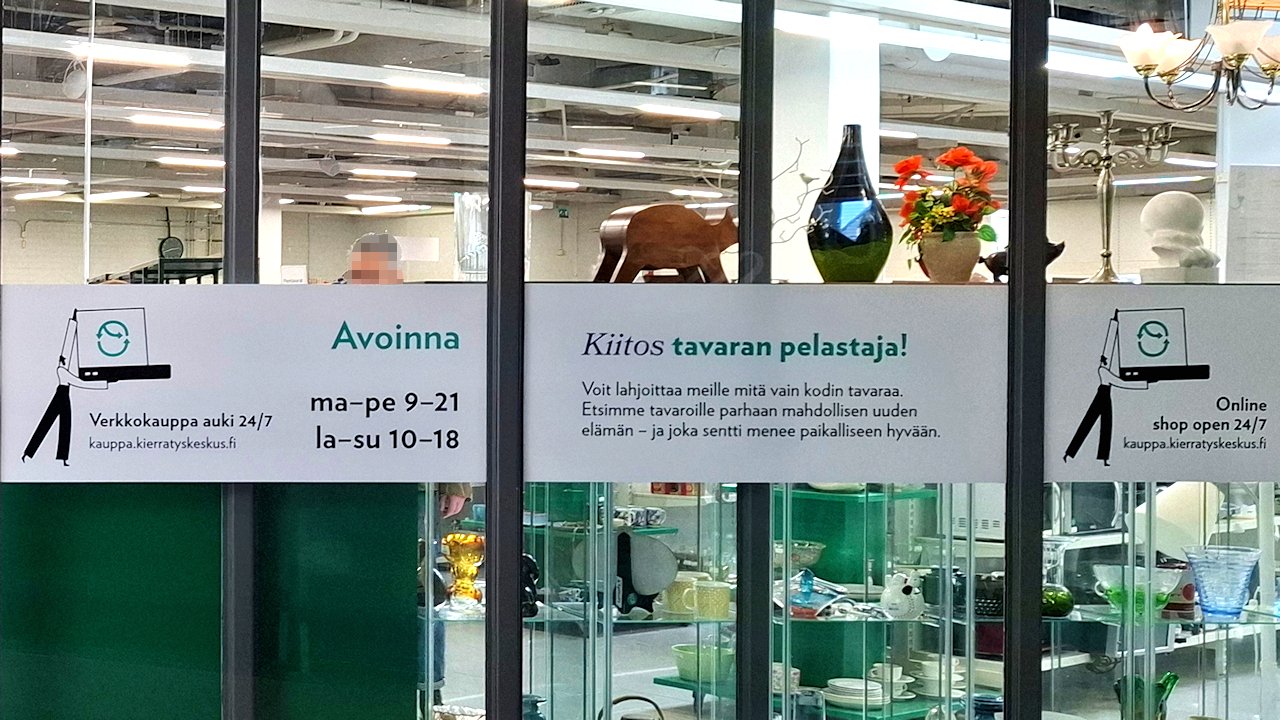 Avoinna
ma–pe 9–21
la–su 10–18
Verkkokauppa auki 24/7
kauppa.kierratyskeskus.fi
Kiitos tavaran pelastaja!
Voit lahjoittaa meille mitä vain kodin tavaraa.
Etsimme tavaroille parhaan mahdollisen uuden
elämän – ja joka sentti menee paikalliseen hyvään.
Online
shop open 24/7
kauppa.kierratyskeskus.fi